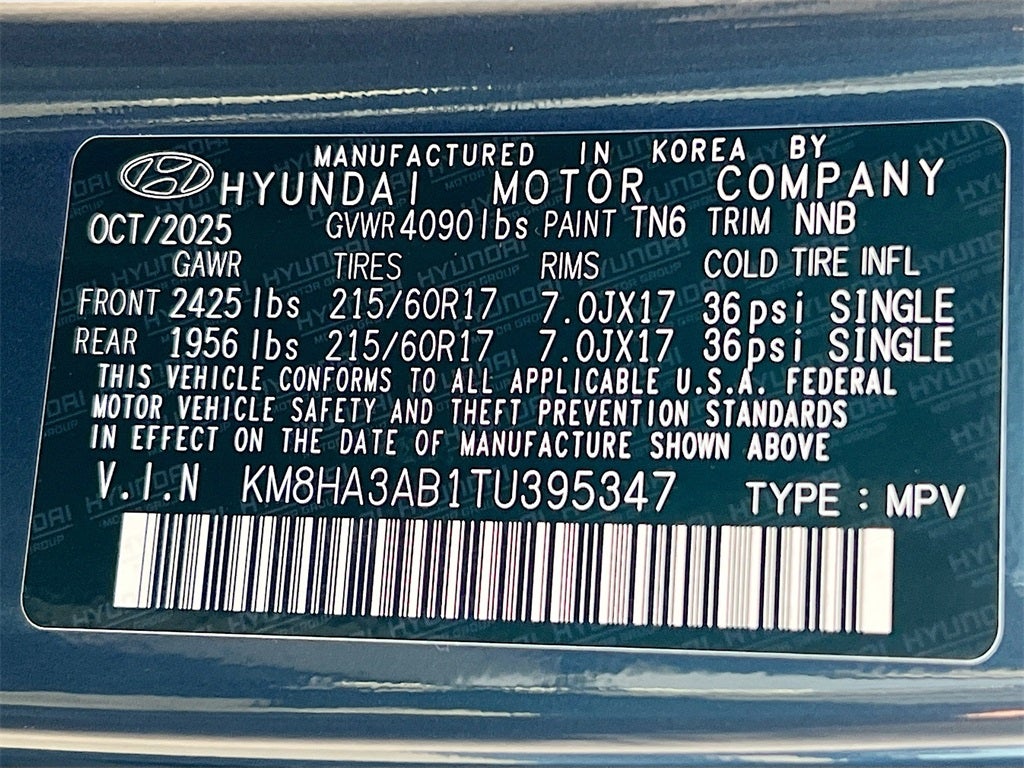 MANUFACTURED IN KOREA BY
HYUNDAI MOTOR COMPANY
OCT/2025 GVWR 4090 lbs PAINT TN6 TRIM NNB
GAWR TIRES RIMS COLD TIRE INFL
FRONT 2425 lbs 215/60R17 7.0JX17 36psi SINGLE
REAR 1956 lbs 215/60R17 7.0JX17 36psi SINGLE
THIS VEHICLE CONFORMS TO ALL APPLICABLE U.S.A. FEDERAL
MOTOR VEHICLE SAFETY AND THEFT PREVENTION STANDARDS
IN EFFECT ON THE DATE OF MANUFACTURE SHOWN ABOVE
V.I.N KM8HA3AB1TU395347 TYPE : MPV